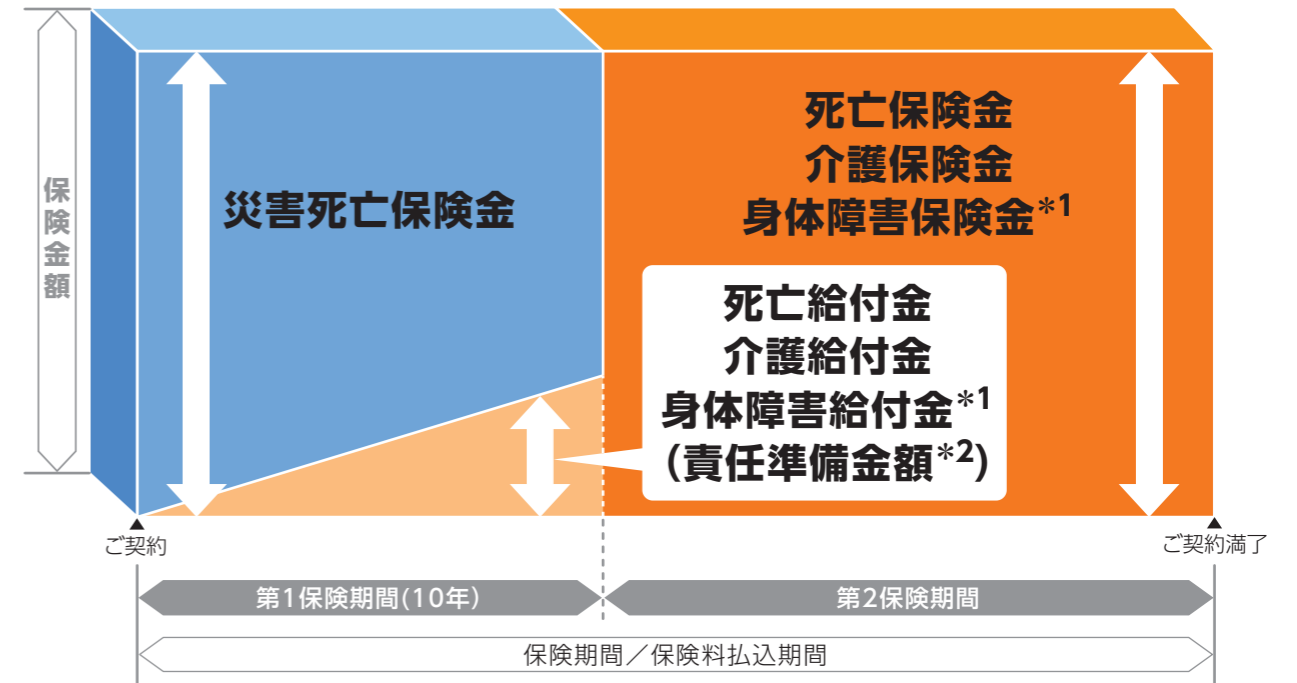 保険金額
災害死亡保険金
死亡保険金
介護保険金
身体障害保険金*1
死亡給付金
介護給付金
身体障害給付金*1
(責任準備金額*2)
▲
ご契約
▲
ご契約満了
第1保険期間(10年)
第2保険期間
保険期間／保険料払込期間